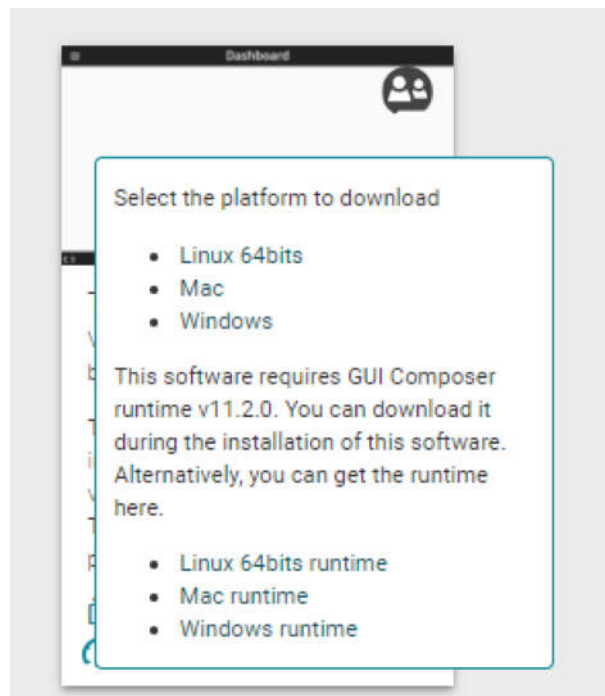 Dashboard
Select the platform to download
Linux 64bits
Mac
Windows
This software requires GUI Composer
runtime v11.2.0. You can download it
during the installation of this software.
Alternatively, you can get the runtime
here.
Linux 64bits runtime
Mac runtime
Windows runtime